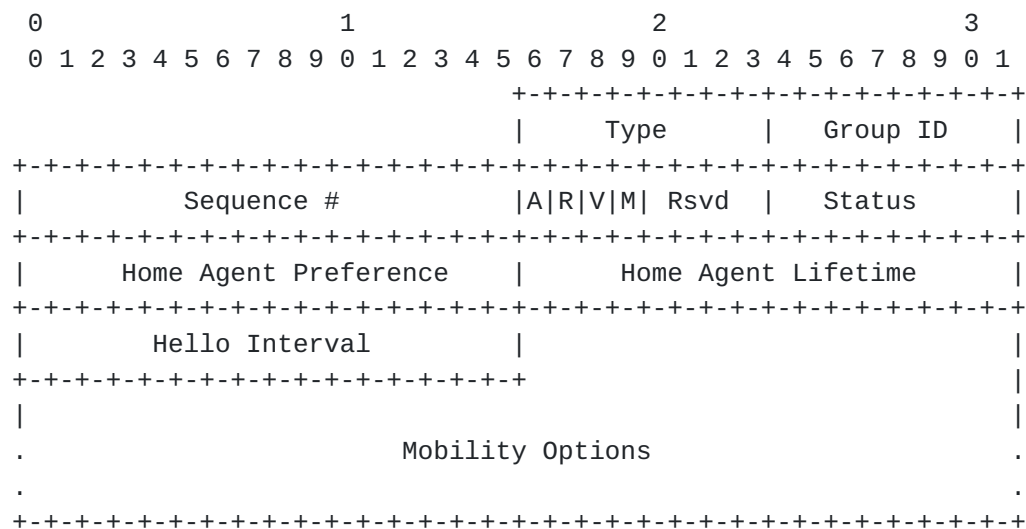 0                   1                   2                   3
 0 1 2 3 4 5 6 7 8 9 0 1 2 3 4 5 6 7 8 9 0 1 2 3 4 5 6 7 8 9 0 1
                                +-+-+-+-+-+-+-+-+-+-+-+-+-+-+-+-+
                                |     Type      |   Group ID    |
+-+-+-+-+-+-+-+-+-+-+-+-+-+-+-+-+-+-+-+-+-+-+-+-+-+-+-+-+-+-+-+-+
|          Sequence #           |A|R|V|M| Rsvd  |   Status      |
+-+-+-+-+-+-+-+-+-+-+-+-+-+-+-+-+-+-+-+-+-+-+-+-+-+-+-+-+-+-+-+-+
|      Home Agent Preference    |      Home Agent Lifetime      |
+-+-+-+-+-+-+-+-+-+-+-+-+-+-+-+-+-+-+-+-+-+-+-+-+-+-+-+-+-+-+-+-+
|        Hello Interval         |                               |
+-+-+-+-+-+-+-+-+-+-+-+-+-+-+-+-+                               |
|                                                               |
.                        Mobility Options                       .
.                                                               .
+-+-+-+-+-+-+-+-+-+-+-+-+-+-+-+-+-+-+-+-+-+-+-+-+-+-+-+-+-+-+-+-+